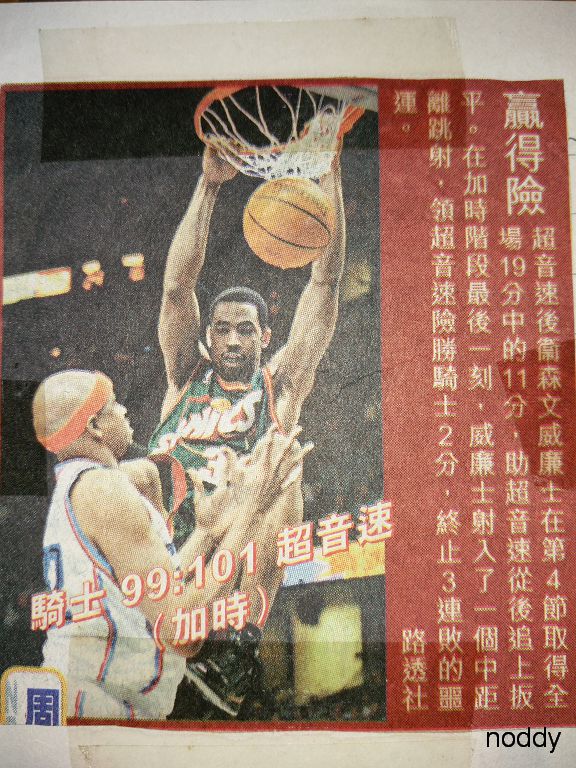 贏得險
超音速後衞森文威廉士在第4節取得全
場19分中的11分，助超音速從後追上扳
平。在加時階段最後一刻，威廉士射入了一個中距
離跳射，領超音速險勝騎士2分，終止3連敗的噩
運。
路透社
SONICS
騎士 99:101 超音速
（加時）
周
noddy